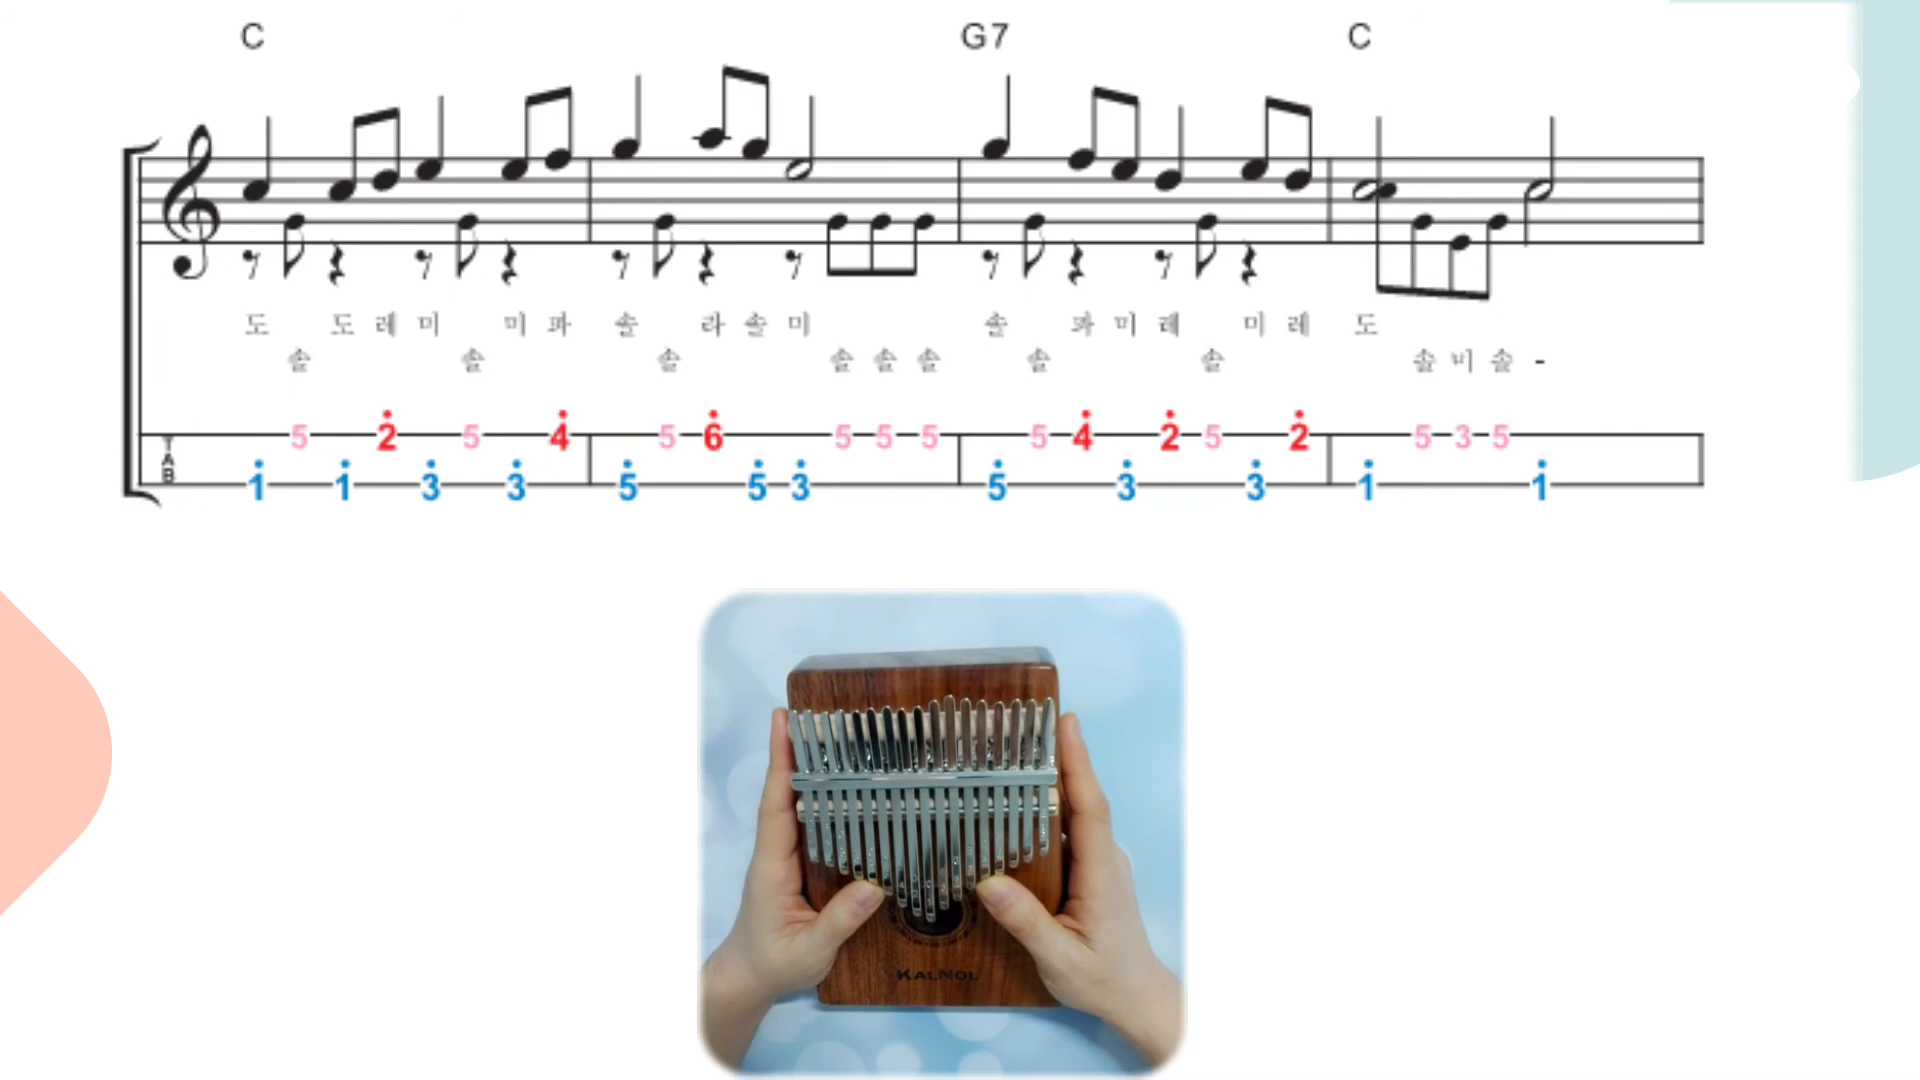 C G7 C
도 도 레 미 미 파 솔 라 솔 미 솔 파 미 레 미 레 도
솔 솔 솔 솔 솔 솔 솔 솔 솔 미 솔 -
5 2 5 4 5 6 5 5 5 5 4 2 5 2 5 3 5
TAB
1 1 3 3 5 5 3 5 3 3 1 1
KALNOL